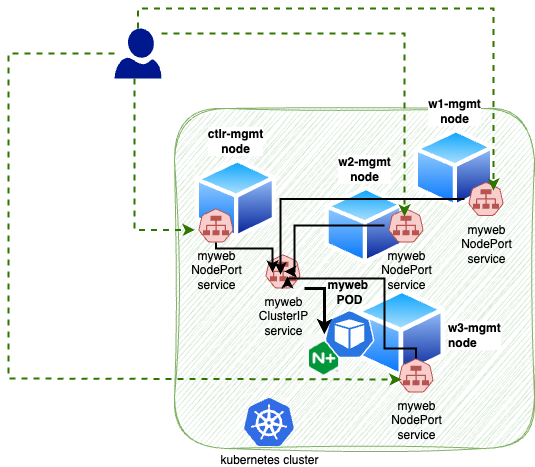 w1-mgmt
node
ctlr-mgmt
node
w2-mgmt
node
myweb
NodePort
service
myweb
NodePort
service
myweb
NodePort
service
myweb
ClusterIP
service
myweb
POD
N+
w3-mgmt
node
myweb
NodePort
service
kubernetes cluster